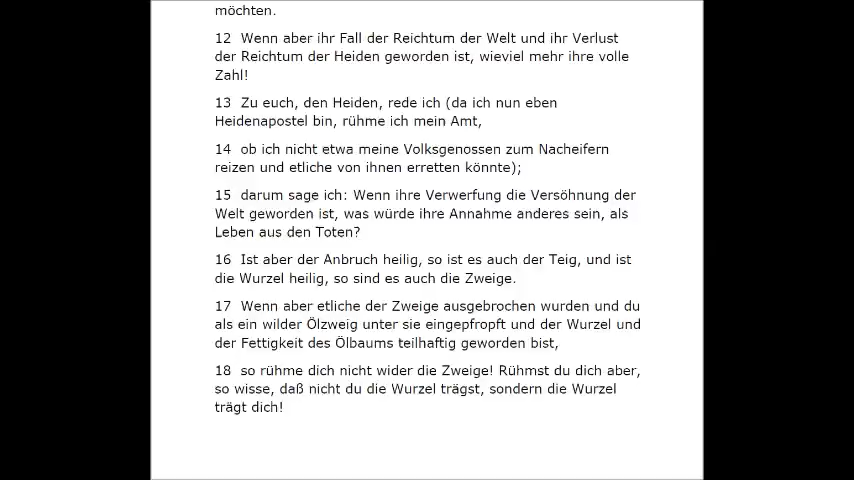 möchten.
12 Wenn aber ihr Fall der Reichtum der Welt und ihr Verlust
der Reichtum der Heiden geworden ist, wieviel mehr ihre volle
Zahl!
13 Zu euch, den Heiden, rede ich (da ich nun eben
Heidenapostel bin, rühme ich mein Amt,
14 ob ich nicht etwa meine Volksgenossen zum Nacheifern
reizen und etliche von ihnen erretten könnte);
15 darum sage ich: Wenn ihre Verwerfung die Versöhnung der
Welt geworden ist, was würde ihre Annahme anderes sein, als
Leben aus den Toten?
16 Ist aber der Anbruch heilig, so ist es auch der Teig, und ist
die Wurzel heilig, so sind es auch die Zweige.
17 Wenn aber etliche der Zweige ausgebrochen wurden und du
als ein wilder Ölzweig unter sie eingepfropft und der Wurzel und
der Fettigkeit des Ölbaums teilhaftig geworden bist,
18 so rühme dich nicht wider die Zweige! Rühmst du dich aber,
so wisse, daß nicht du die Wurzel trägst, sondern die Wurzel
trägt dich!